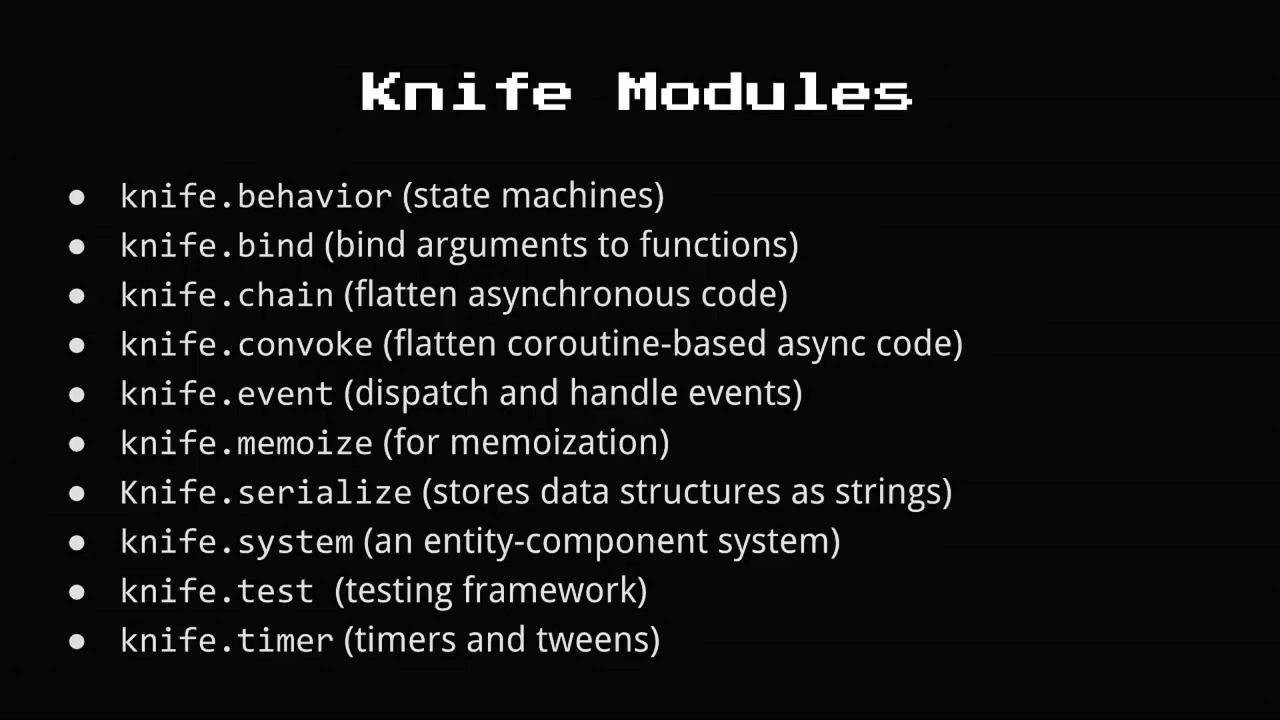 Knife Modules
● knife.behavior (state machines)
● knife.bind (bind arguments to functions)
● knife.chain (flatten asynchronous code)
● knife.convoke (flatten coroutine-based async code)
● knife.event (dispatch and handle events)
● knife.memoize (for memoization)
● Knife.serialize (stores data structures as strings)
● knife.system (an entity-component system)
● knife.test (testing framework)
● knife.timer (timers and tweens)